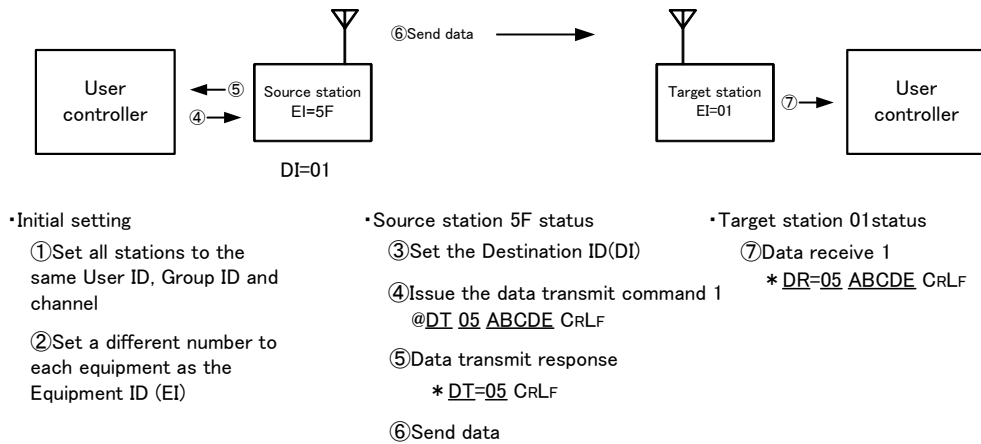 ⑥Send data
User
controller
⑤
④
Source station
EI=5F
Target station
EI=01
⑦
User
controller
DI=01
・Initial setting
①Set all stations to the
same User ID, Group ID and
channel
②Set a different number to
each equipment as the
Equipment ID (EI)
・Source station 5F status
③Set the Destination ID(DI)
④Issue the data transmit command 1
@DT 05 ABCDE CRLF
⑤Data transmit response
＊DT=05 CRLF
⑥Send data
・Target station 01status
⑦Data receive 1
＊DR=05 ABCDE CRLF